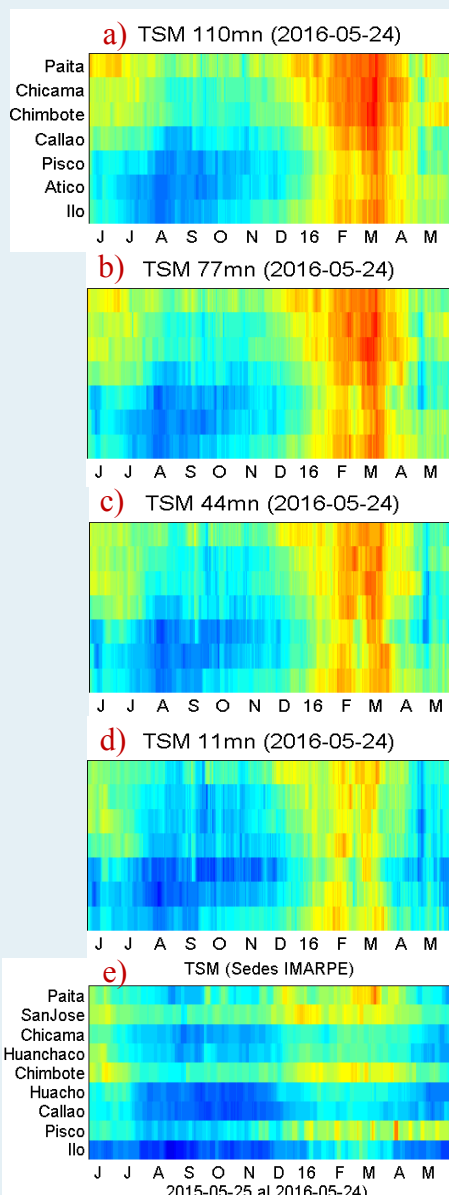 a) TSM 110mn (2016-05-24)
Paita
Chicama
Chimbote
Callao
Pisco
Atico
Ilo
J J A S O N D 16 F M A M
b) TSM 77mn (2016-05-24)
J J A S O N D 16 F M A M
c) TSM 44mn (2016-05-24)
J J A S O N D 16 F M A M
d) TSM 11mn (2016-05-24)
J J A S O N D 16 F M A M
e) TSM (Sedes IMARPE)
Paita
SanJose
Chicama
Huanchaco
Chimbote
Huacho
Callao
Pisco
Ilo
J J A S O N D 16 F M A M
2015-05-25 al 2016-05-24)